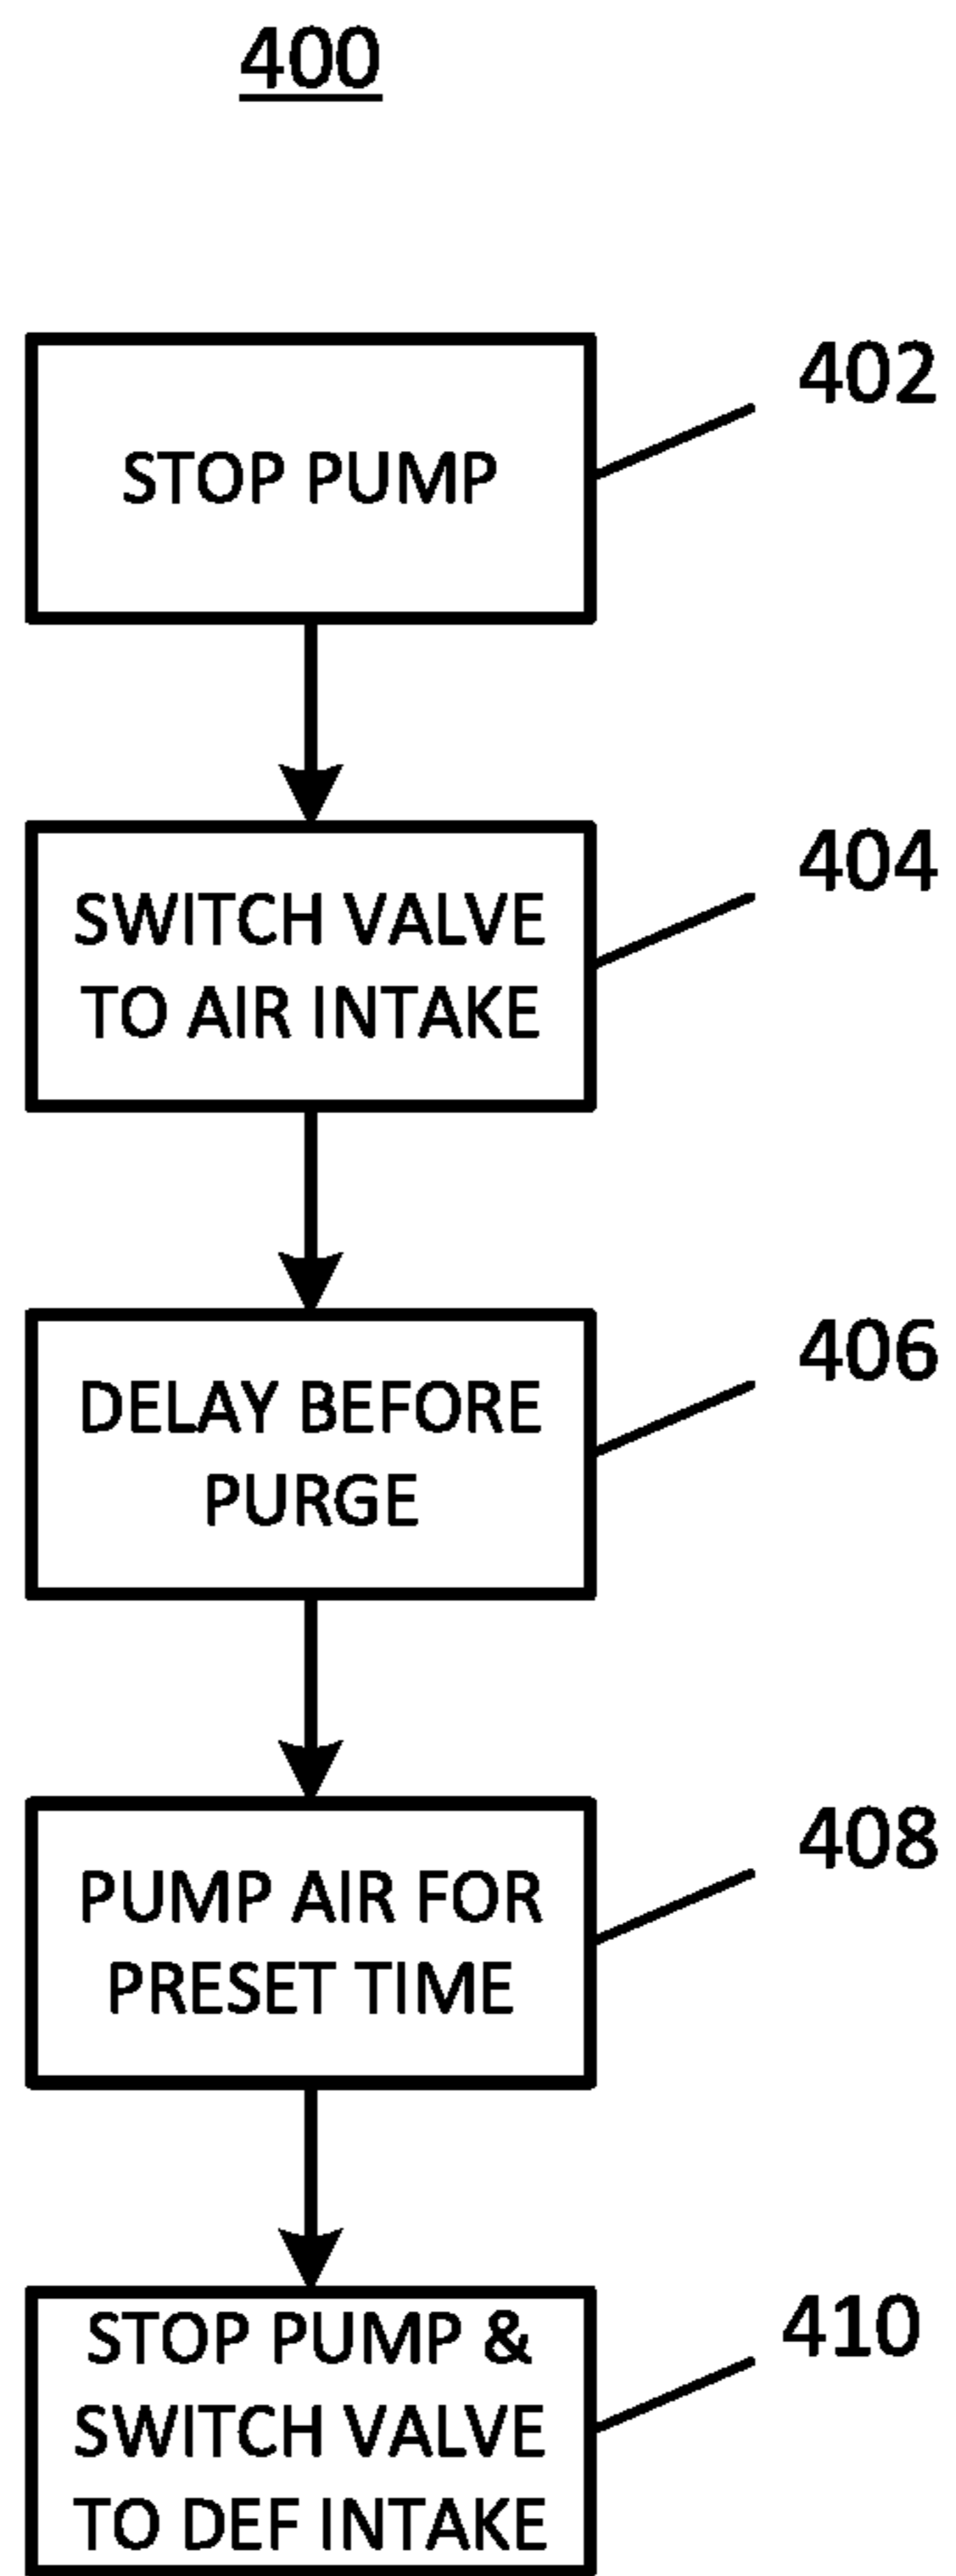 400
402
STOP PUMP
404
SWITCH VALVE
TO AIR INTAKE
406
DELAY BEFORE
PURGE
408
PUMP AIR FOR
PRESET TIME
410
STOP PUMP &
SWITCH VALVE
TO DEF INTAKE